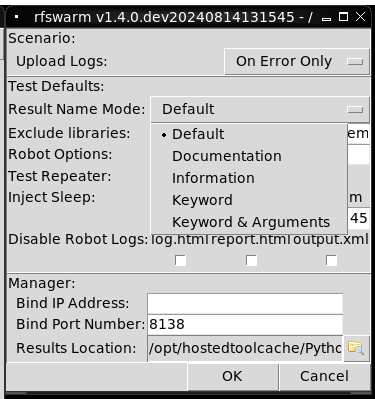 rfswarm v1.4.0.dev20240814131545 - /
Scenario:
Upload Logs: On Error Only
Test Defaults:
Result Name Mode: Default
Exclude libraries: em
Default
Robot Options:
Documentation
Test Repeater:
Information
Inject Sleep: m
Keyword
45
Keyword & Arguments
Disable Robot Logs: log.html report.html output.xml
Manager:
Bind IP Address:
Bind Port Number: 8138
Results Location: /opt/hostedtoolcache/Pytho
OK Cancel